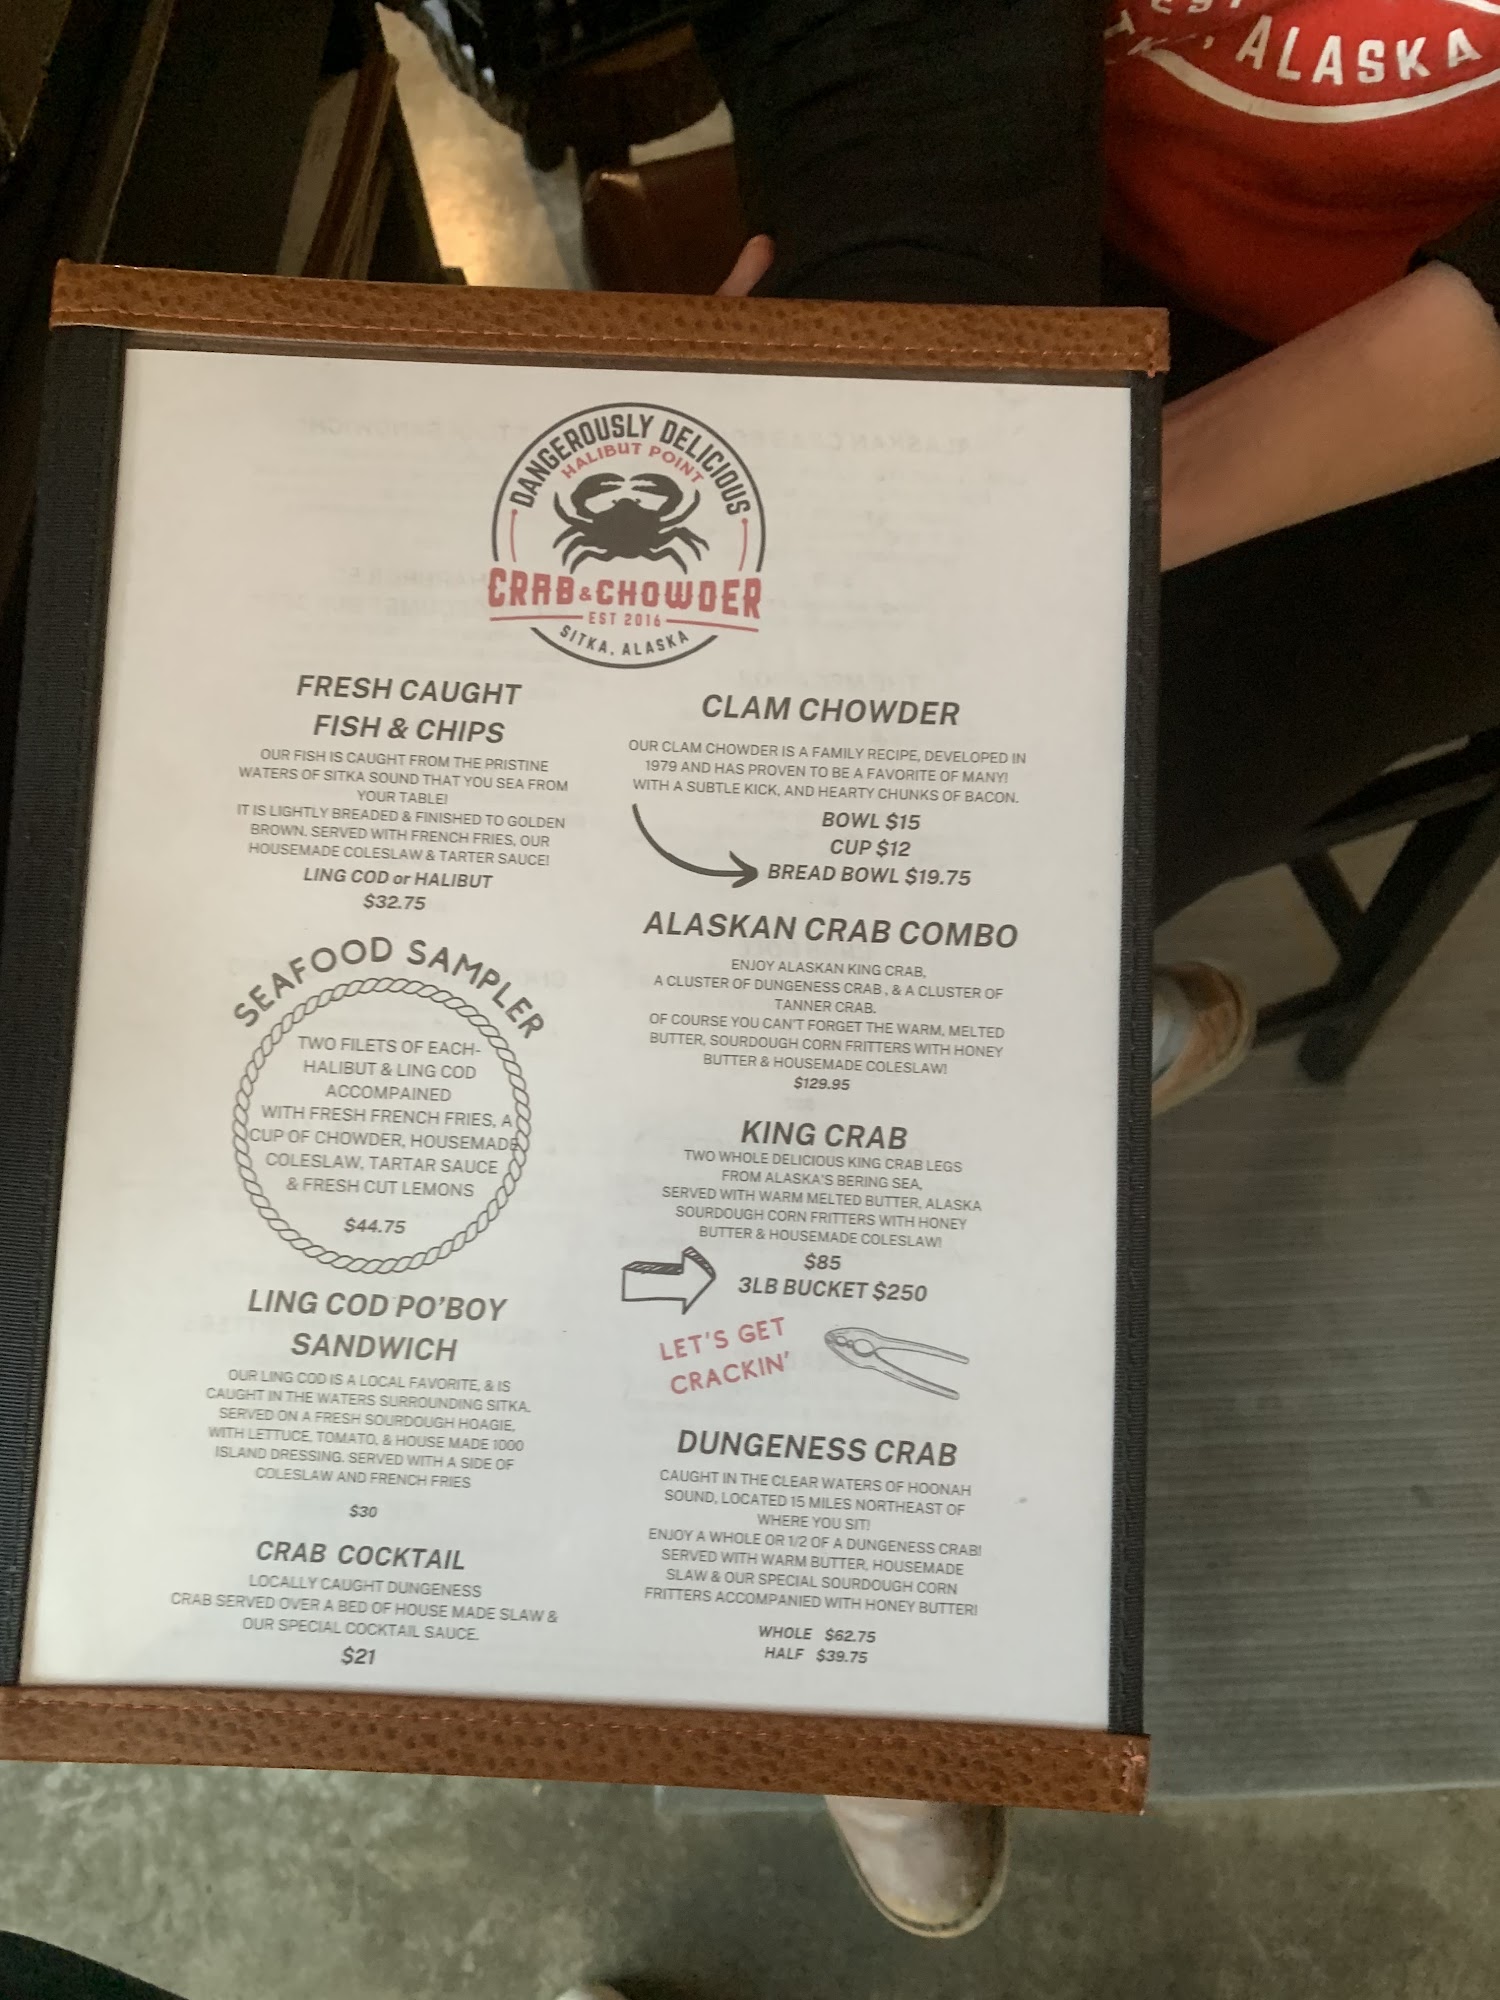 , ALASKA
DANGEROUSLY DELICIOUS
HALIBUT POINT
CRAB & CHOWDER
EST 2016
SITKA, ALASKA
FRESH CAUGHT
FISH & CHIPS
OUR FISH IS CAUGHT FROM THE PRISTINE
WATERS OF SITKA SOUND THAT YOU SEA FROM
YOUR TABLE!
IT IS LIGHTLY BREADED & FINISHED TO GOLDEN
BROWN. SERVED WITH FRENCH FRIES, OUR
HOUSEMADE COLESLAW & TARTER SAUCE!
LING COD or HALIBUT
$32.75
SEAFOOD SAMPLER
TWO FILETS OF EACH-
HALIBUT & LING COD
ACCOMPAINED
WITH FRESH FRENCH FRIES, A
CUP OF CHOWDER, HOUSEMADE
COLESLAW, TARTAR SAUCE
& FRESH CUT LEMONS
$44.75
LING COD PO'BOY
SANDWICH
OUR LING COD IS A LOCAL FAVORITE, & IS
CAUGHT IN THE WATERS SURROUNDING SITKA.
SERVED ON A FRESH SOURDOUGH HOAGIE,
WITH LETTUCE, TOMATO, & HOUSE MADE 1000
ISLAND DRESSING. SERVED WITH A SIDE OF
COLESLAW AND FRENCH FRIES
$30
CRAB COCKTAIL
LOCALLY CAUGHT DUNGENESS
CRAB SERVED OVER A BED OF HOUSE MADE SLAW &
OUR SPECIAL COCKTAIL SAUCE.
$21
CLAM CHOWDER
OUR CLAM CHOWDER IS A FAMILY RECIPE, DEVELOPED IN
1979 AND HAS PROVEN TO BE A FAVORITE OF MANY!
WITH A SUBTLE KICK, AND HEARTY CHUNKS OF BACON.
BOWL $15
CUP $12
BREAD BOWL $19.75
ALASKAN CRAB COMBO
ENJOY ALASKAN KING CRAB,
A CLUSTER OF DUNGENESS CRAB , & A CLUSTER OF
TANNER CRAB.
OF COURSE YOU CAN'T FORGET THE WARM, MELTED
BUTTER, SOURDOUGH CORN FRITTERS WITH HONEY
BUTTER & HOUSEMADE COLESLAW!
$129.95
KING CRAB
TWO WHOLE DELICIOUS KING CRAB LEGS
FROM ALASKA'S BERING SEA,
SERVED WITH WARM MELTED BUTTER, ALASKA
SOURDOUGH CORN FRITTERS WITH HONEY
BUTTER & HOUSEMADE COLESLAW!
$85
3LB BUCKET $250
LET'S GET
CRACKIN'
DUNGENESS CRAB
CAUGHT IN THE CLEAR WATERS OF HOONAH
SOUND, LOCATED 15 MILES NORTHEAST OF
WHERE YOU SIT!
ENJOY A WHOLE OR 1/2 OF A DUNGENESS CRAB!
SERVED WITH WARM BUTTER, HOUSEMADE
SLAW & OUR SPECIAL SOURDOUGH CORN
FRITTERS ACCOMPANIED WITH HONEY BUTTER!
WHOLE $62.75
HALF $39.75